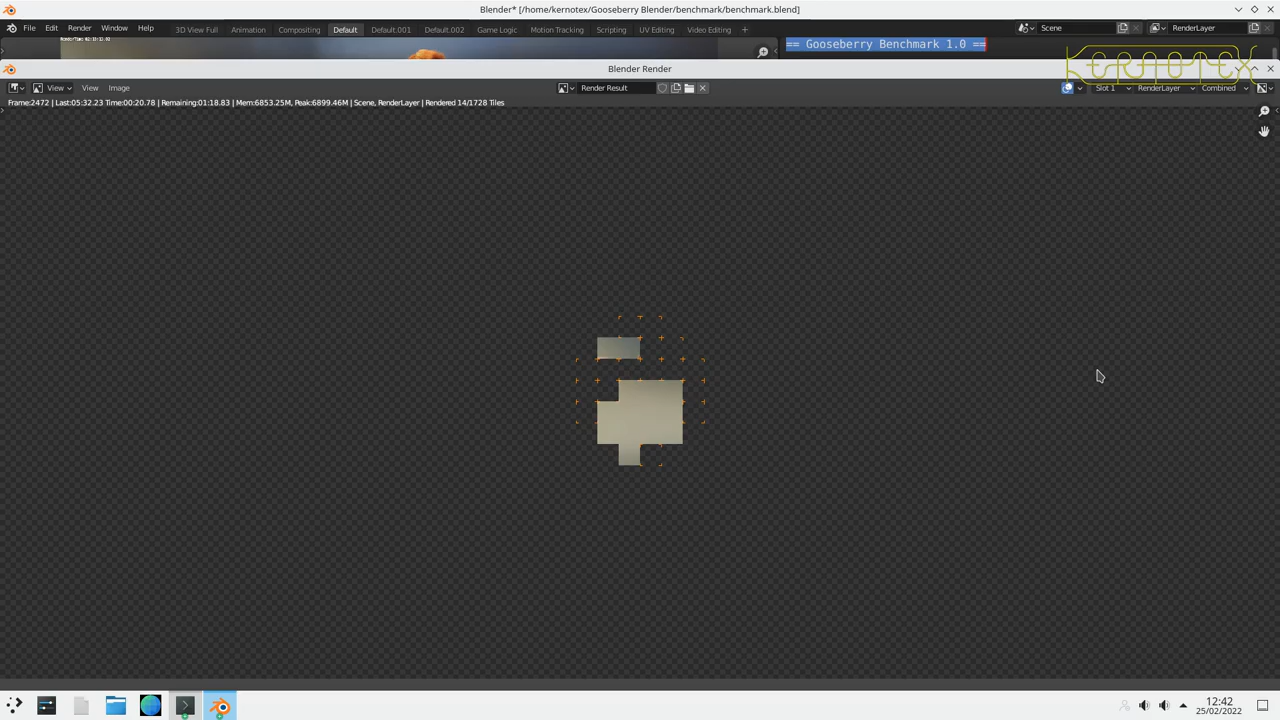 Blender* [/home/kernotex/Gooseberry Blender/benchmark/benchmark.blend]
File Edit Render Window Help 3D View Full Animation Compositing Default Default.001 Default.002 Game Logic Motion Tracking Scripting UV Editing Video Editing + Scene RenderLayer
== Gooseberry Benchmark 1.0 ==
KERNOTEX
Blender Render
View View Image Render Result Slot 1 RenderLayer Combined
Frame:2472 | Last:05:32.23 Time:00:20.78 | Remaining:01:18.83 | Mem:6853.25M, Peak:6899.46M | Scene, RenderLayer | Rendered 14/1728 Tiles
12:42
25/02/2022